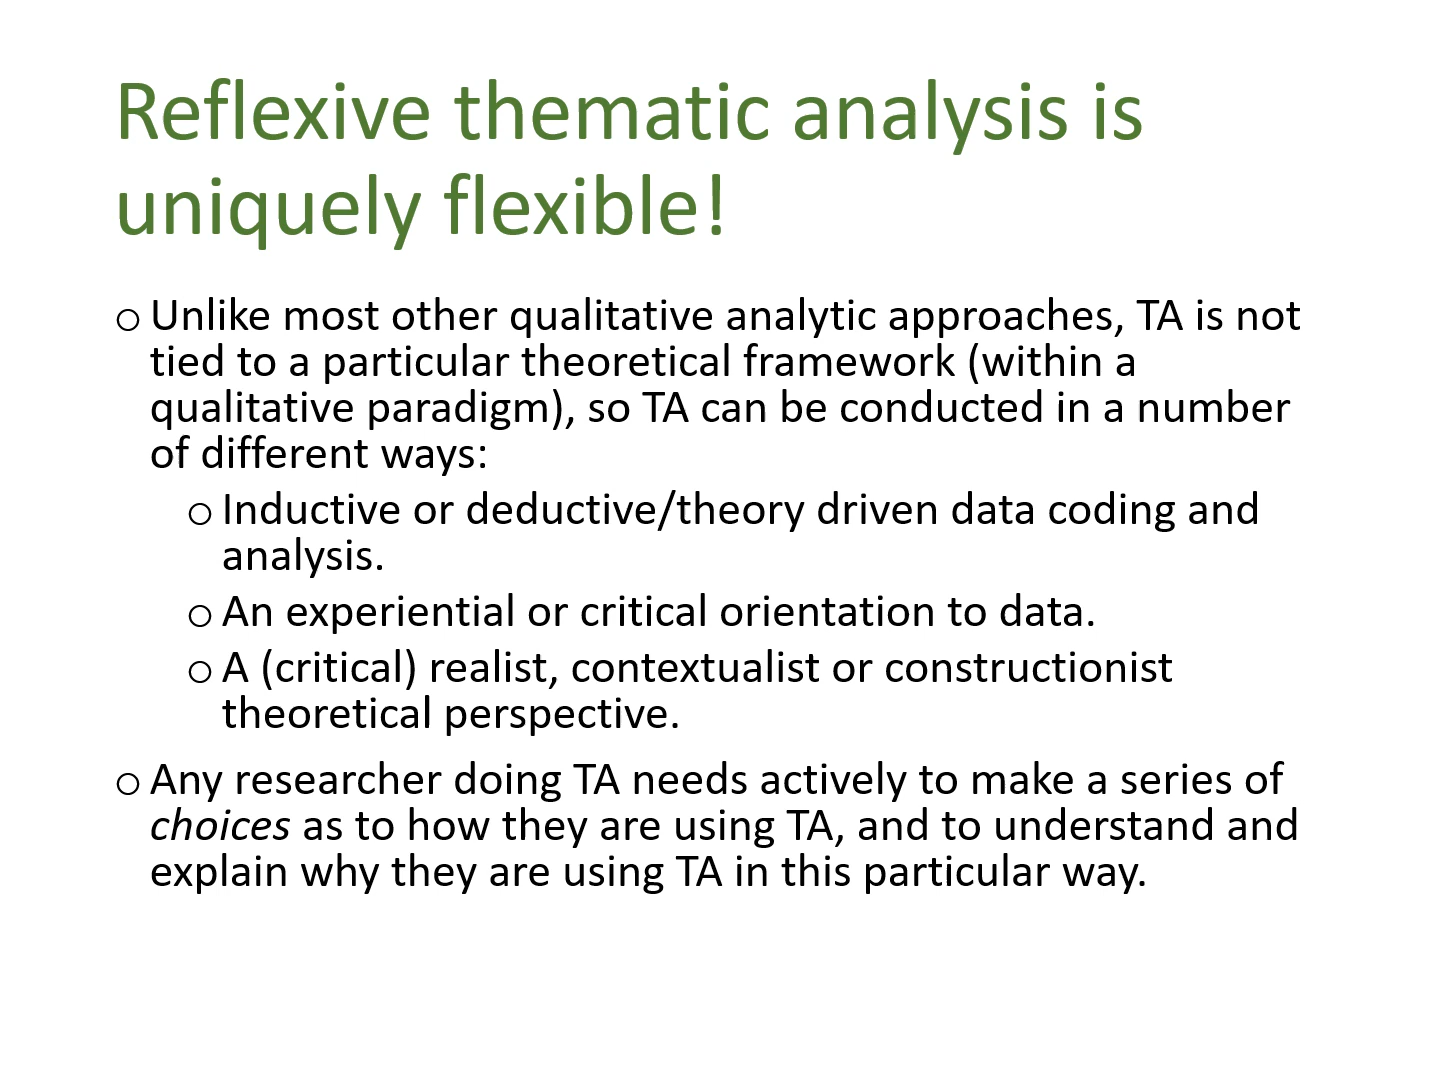 Reflexive thematic analysis is
uniquely flexible!
○ Unlike most other qualitative analytic approaches, TA is not
tied to a particular theoretical framework (within a
qualitative paradigm), so TA can be conducted in a number
of different ways:
○ Inductive or deductive/theory driven data coding and
analysis.
○ An experiential or critical orientation to data.
○ A (critical) realist, contextualist or constructionist
theoretical perspective.
○ Any researcher doing TA needs actively to make a series of
choices as to how they are using TA, and to understand and
explain why they are using TA in this particular way.